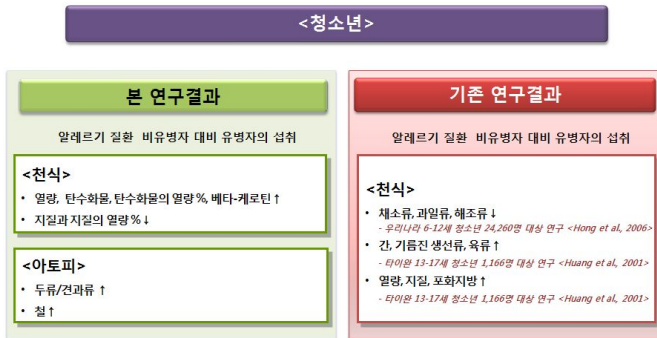 <청소년>
본 연구결과
알레르기 질환 비유병자 대비 유병자의 섭취
<천식>
• 열량, 탄수화물, 탄수화물의 열량%, 베타-케로틴↑
• 지질과 지질의 열량%↓
<아토피>
• 두류/견과류 ↑
• 철↑
기존 연구결과
알레르기 질환 비유병자 대비 유병자의 섭취
<천식>
• 채소류, 과일류, 해조류↓
- 우리나라 6-12세 청소년 24,260명 대상 연구 <Hong et al., 2006>
• 간, 기름진 생선류, 육류↑
- 타이완 13-17세 청소년 1,166명 대상 연구 <Huang et al., 2001>
• 열량, 지질, 포화지방↑
- 타이완 13-17세 청소년 1,166명 대상 연구 <Huang et al., 2001>